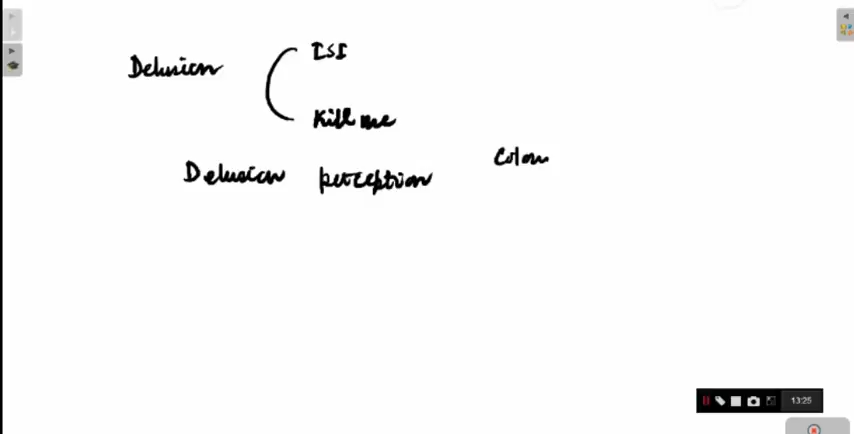 ISI
Delusion
Kill me
Delusion perception
Colou
13:25